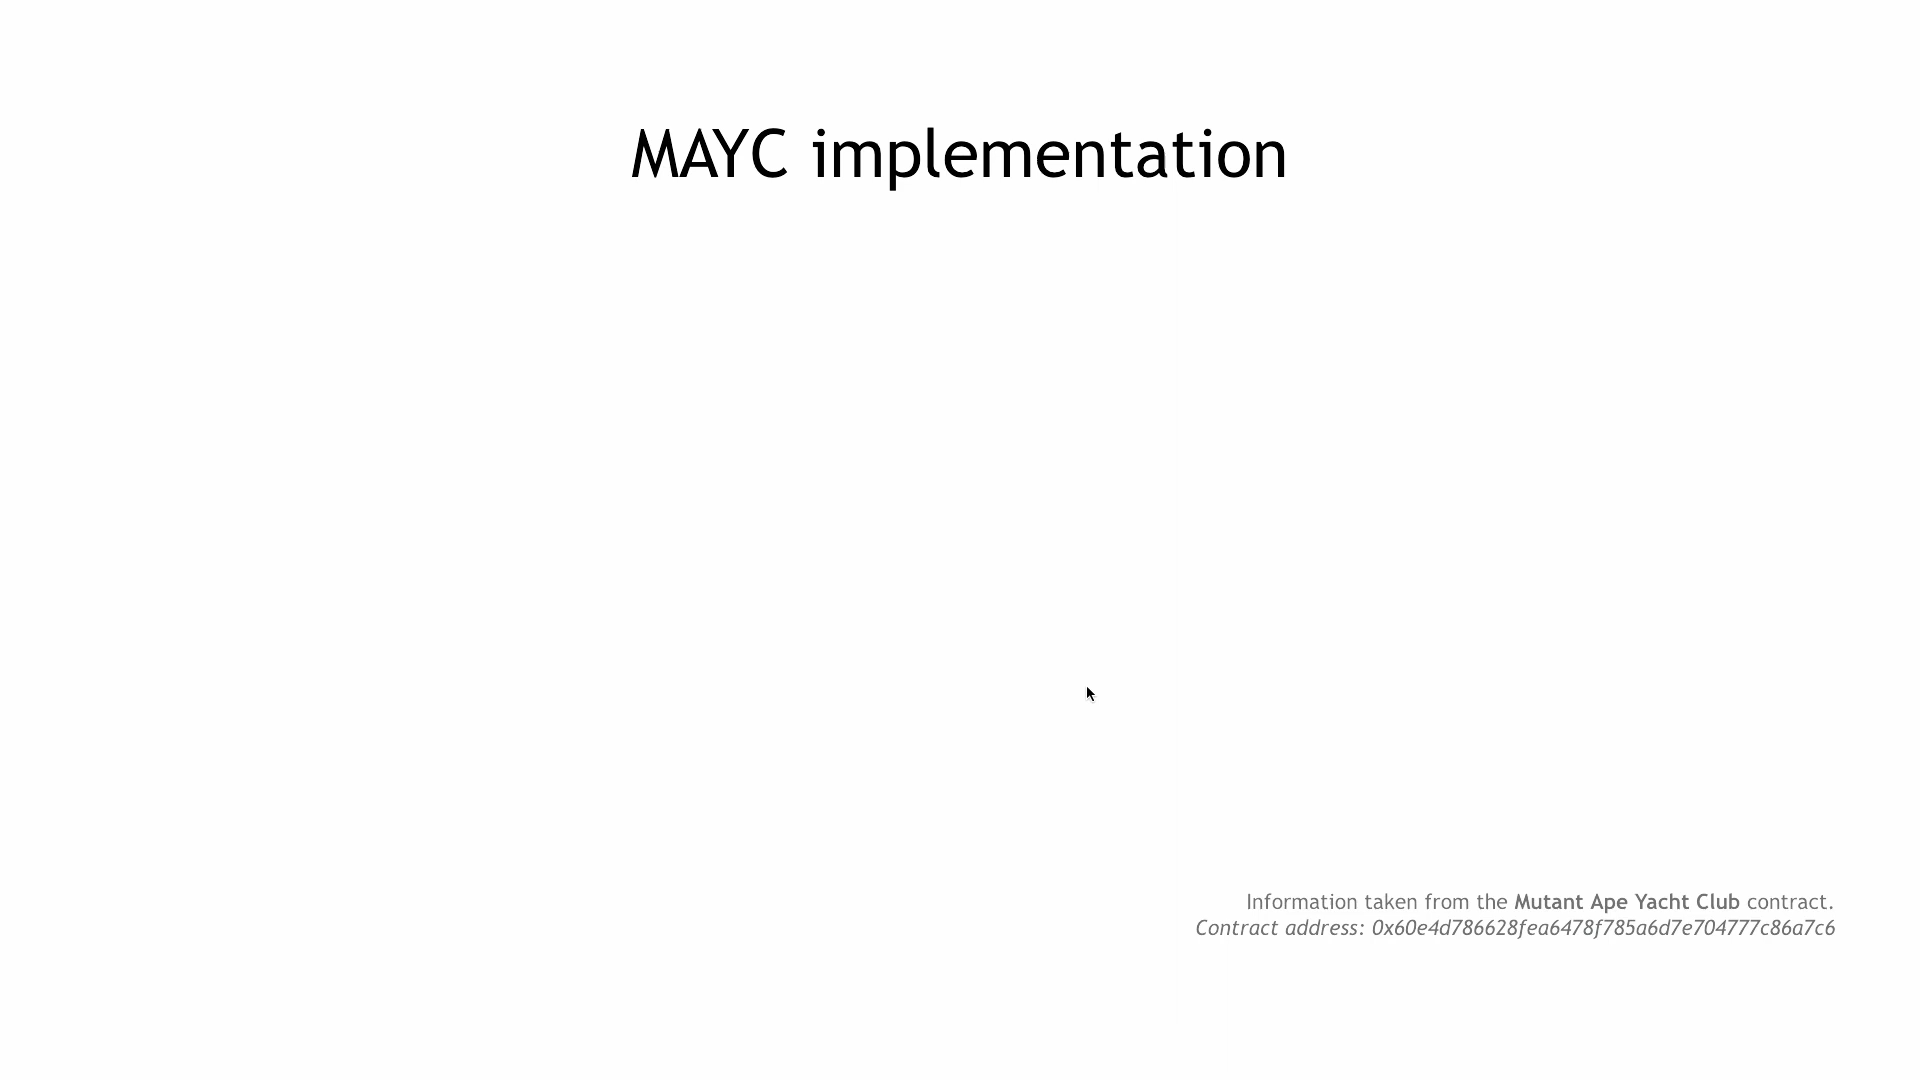 MAYC implementation
Information taken from the Mutant Ape Yacht Club contract.
Contract address: 0x60e4d786628fea6478f785a6d7e704777c86a7c6